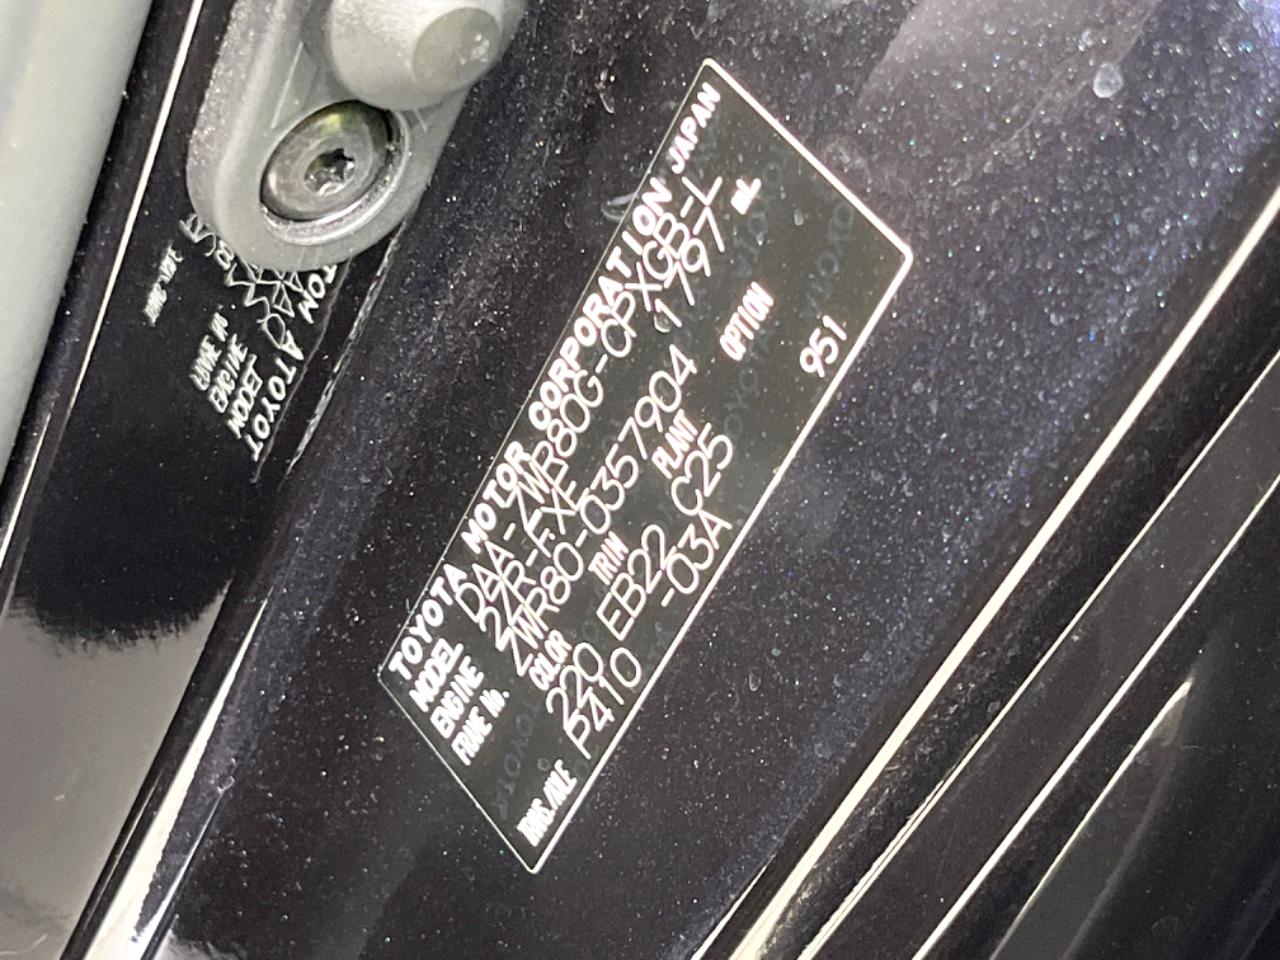 TOYOTA MOTOR CORPORATION JAPAN
MODEL DAA-ZWR80G-CPXGB-L
ENGINE 2ZR-FXE 1797 mL
FRAME No. ZWR80-0357904
COLOR TRIM PLANT OPTION
220 EB22 C25 951
TRANS/AXLE P410 -03A